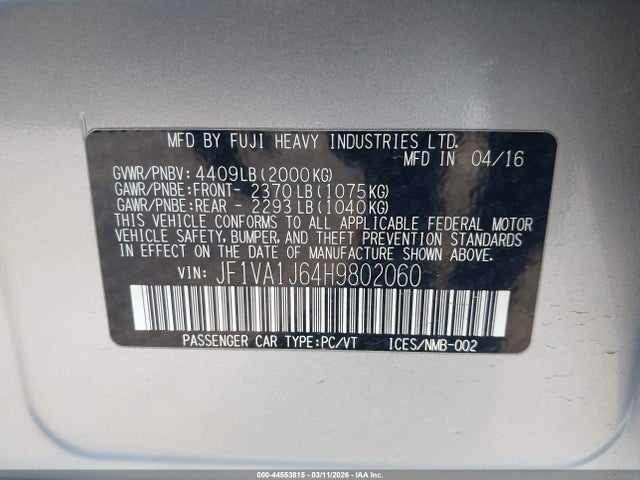 MFD BY FUJI HEAVY INDUSTRIES LTD.
MFD IN 04/16
GVWR/PNBV: 4409LB(2000KG)
GAWR/PNBE:FRONT- 2370LB(1075KG)
GAWR/PNBE:REAR - 2293LB(1040KG)
THIS VEHICLE CONFORMS TO ALL APPLICABLE FEDERAL MOTOR
VEHICLE SAFETY, BUMPER, AND THEFT PREVENTION STANDARDS
IN EFFECT ON THE DATE OF MANUFACTURE SHOWN ABOVE.
VIN: JF1VA1J64H9802060
PASSENGER CAR TYPE:PC/VT ICES/NMB-002
000-44553815 - 03/11/2026 - IAA Inc.